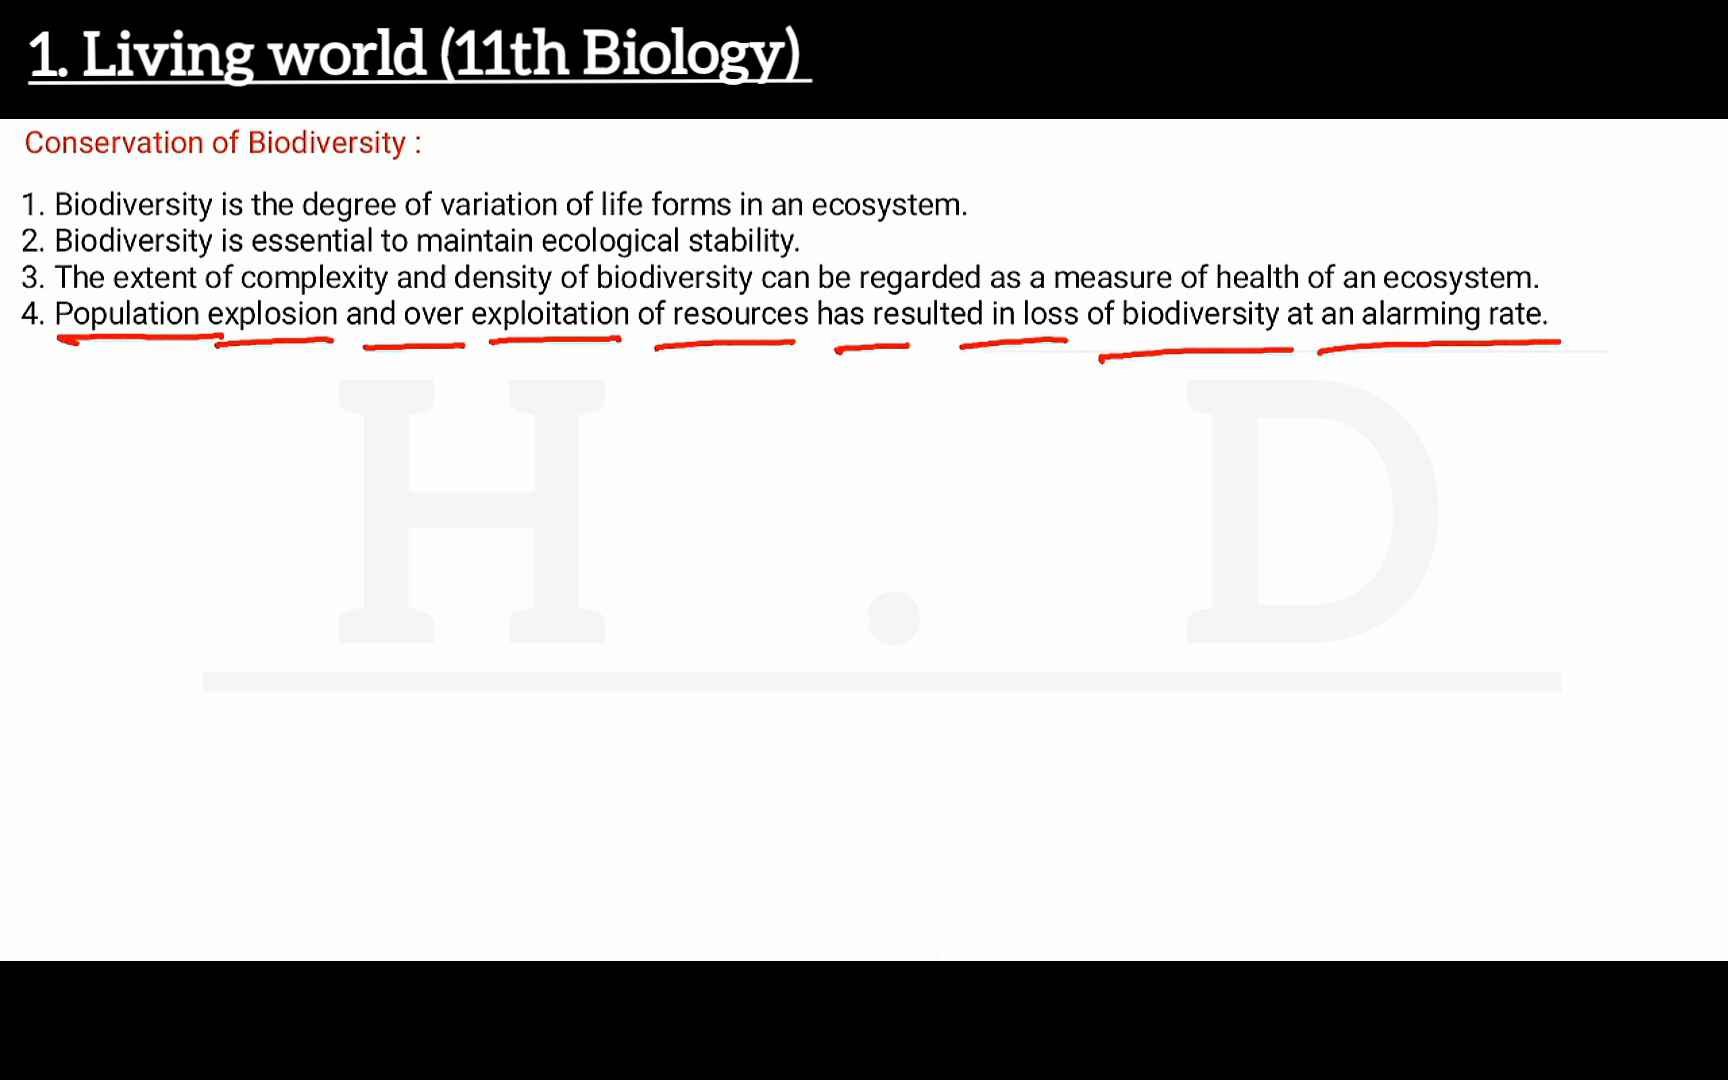 1. Living world (11th Biology)
Conservation of Biodiversity :
1. Biodiversity is the degree of variation of life forms in an ecosystem.
2. Biodiversity is essential to maintain ecological stability.
3. The extent of complexity and density of biodiversity can be regarded as a measure of health of an ecosystem.
4. Population explosion and over exploitation of resources has resulted in loss of biodiversity at an alarming rate.
H . D